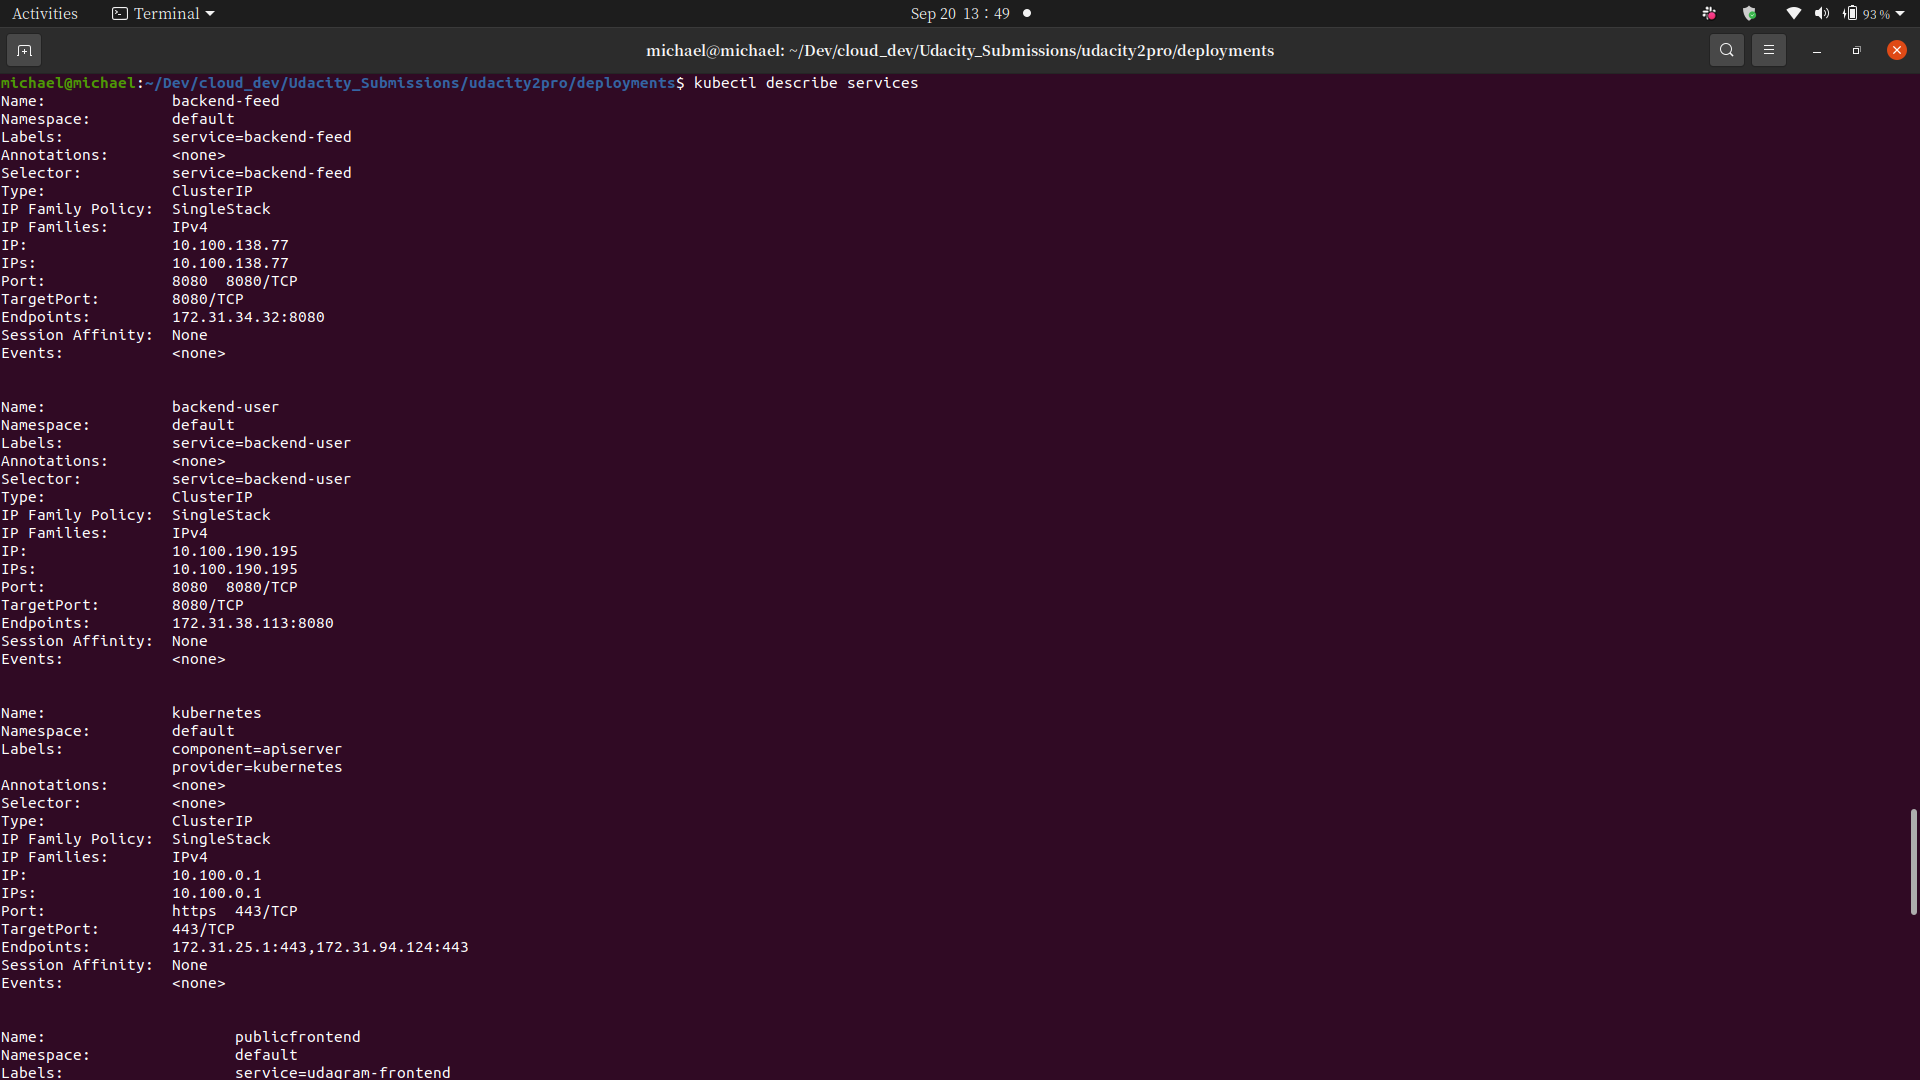 Activities Terminal Sep 20 13:49 93 %
michael@michael: ~/Dev/cloud_dev/Udacity_Submissions/udacity2pro/deployments
michael@michael:~/Dev/cloud_dev/Udacity_Submissions/udacity2pro/deployments$ kubectl describe services
Name:              backend-feed
Namespace:         default
Labels:            service=backend-feed
Annotations:       <none>
Selector:          service=backend-feed
Type:              ClusterIP
IP Family Policy:  SingleStack
IP Families:       IPv4
IP:                10.100.138.77
IPs:               10.100.138.77
Port:              8080  8080/TCP
TargetPort:        8080/TCP
Endpoints:         172.31.34.32:8080
Session Affinity:  None
Events:            <none>
Name:              backend-user
Namespace:         default
Labels:            service=backend-user
Annotations:       <none>
Selector:          service=backend-user
Type:              ClusterIP
IP Family Policy:  SingleStack
IP Families:       IPv4
IP:                10.100.190.195
IPs:               10.100.190.195
Port:              8080  8080/TCP
TargetPort:        8080/TCP
Endpoints:         172.31.38.113:8080
Session Affinity:  None
Events:            <none>
Name:              kubernetes
Namespace:         default
Labels:            component=apiserver
                   provider=kubernetes
Annotations:       <none>
Selector:          <none>
Type:              ClusterIP
IP Family Policy:  SingleStack
IP Families:       IPv4
IP:                10.100.0.1
IPs:               10.100.0.1
Port:              https  443/TCP
TargetPort:        443/TCP
Endpoints:         172.31.25.1:443,172.31.94.124:443
Session Affinity:  None
Events:            <none>
Name:                     publicfrontend
Namespace:                default
Labels:                   service=udagram-frontend